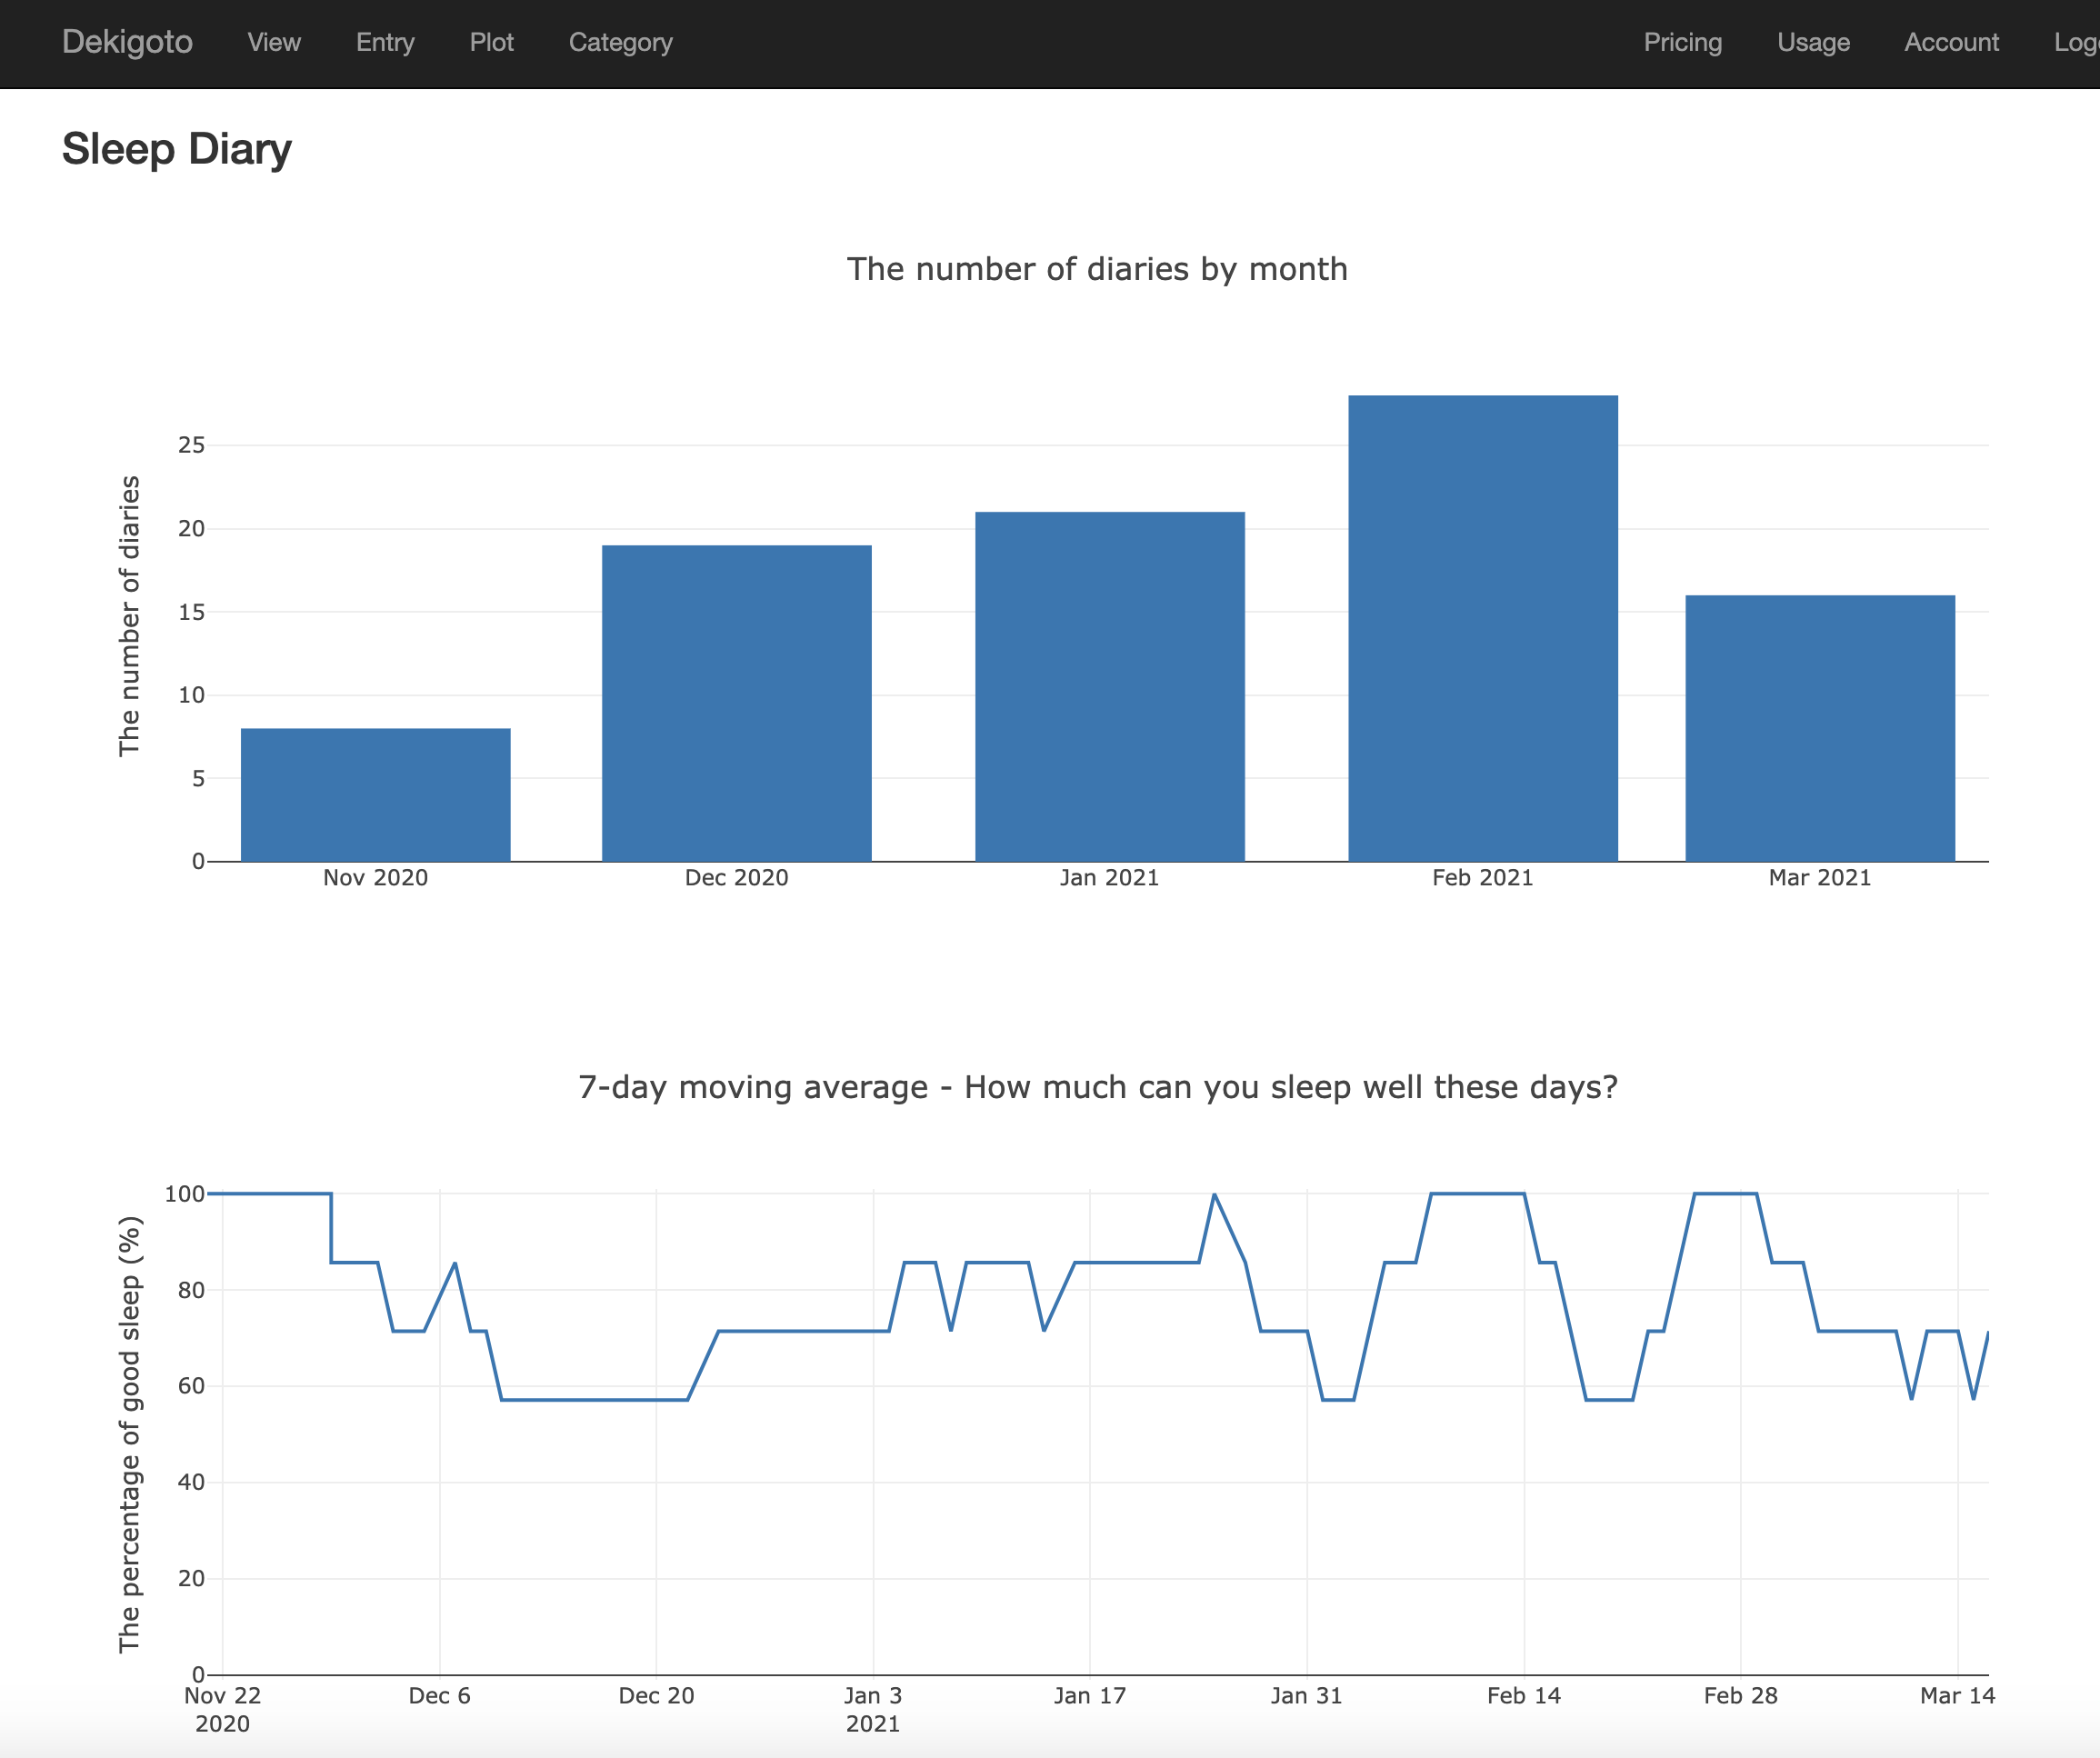 Dekigoto View Entry Plot Category Pricing Usage Account
Sleep Diary
The number of diaries by month
The number of diaries
25
20
15
10
5
0
Nov 2020 Dec 2020 Jan 2021 Feb 2021 Mar 2021
7-day moving average - How much can you sleep well these days?
The percentage of good sleep (%)
100
80
60
40
20
0
Nov 22 Dec 6 Dec 20 Jan 3 Jan 17 Jan 31 Feb 14 Feb 28 Mar 14
2020 2021